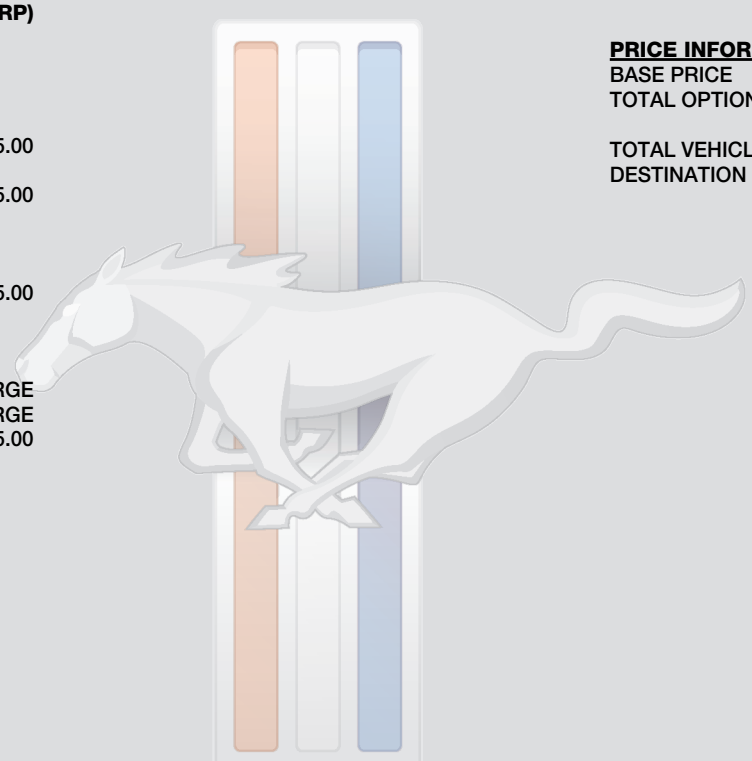 RP)
5.00
5.00
5.00
RGE
RGE
5.00
PRICE INFOR
BASE PRICE
TOTAL OPTION
TOTAL VEHICL
DESTINATION